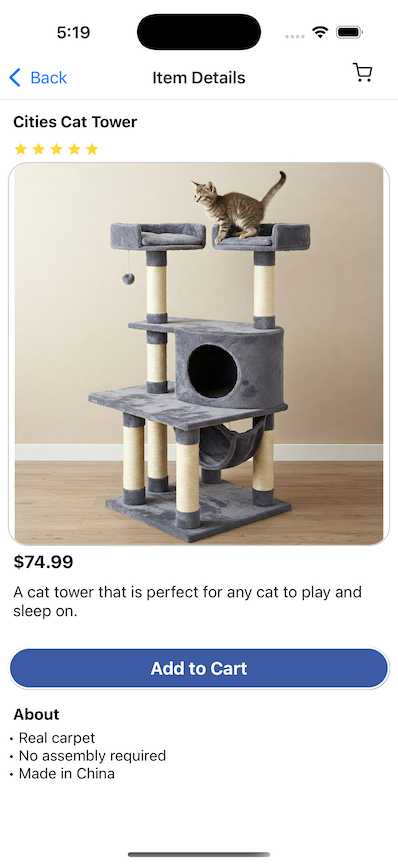 5:19
Back
Item Details
Cities Cat Tower
$74.99
A cat tower that is perfect for any cat to play and
sleep on.
Add to Cart
About
• Real carpet
• No assembly required
• Made in China